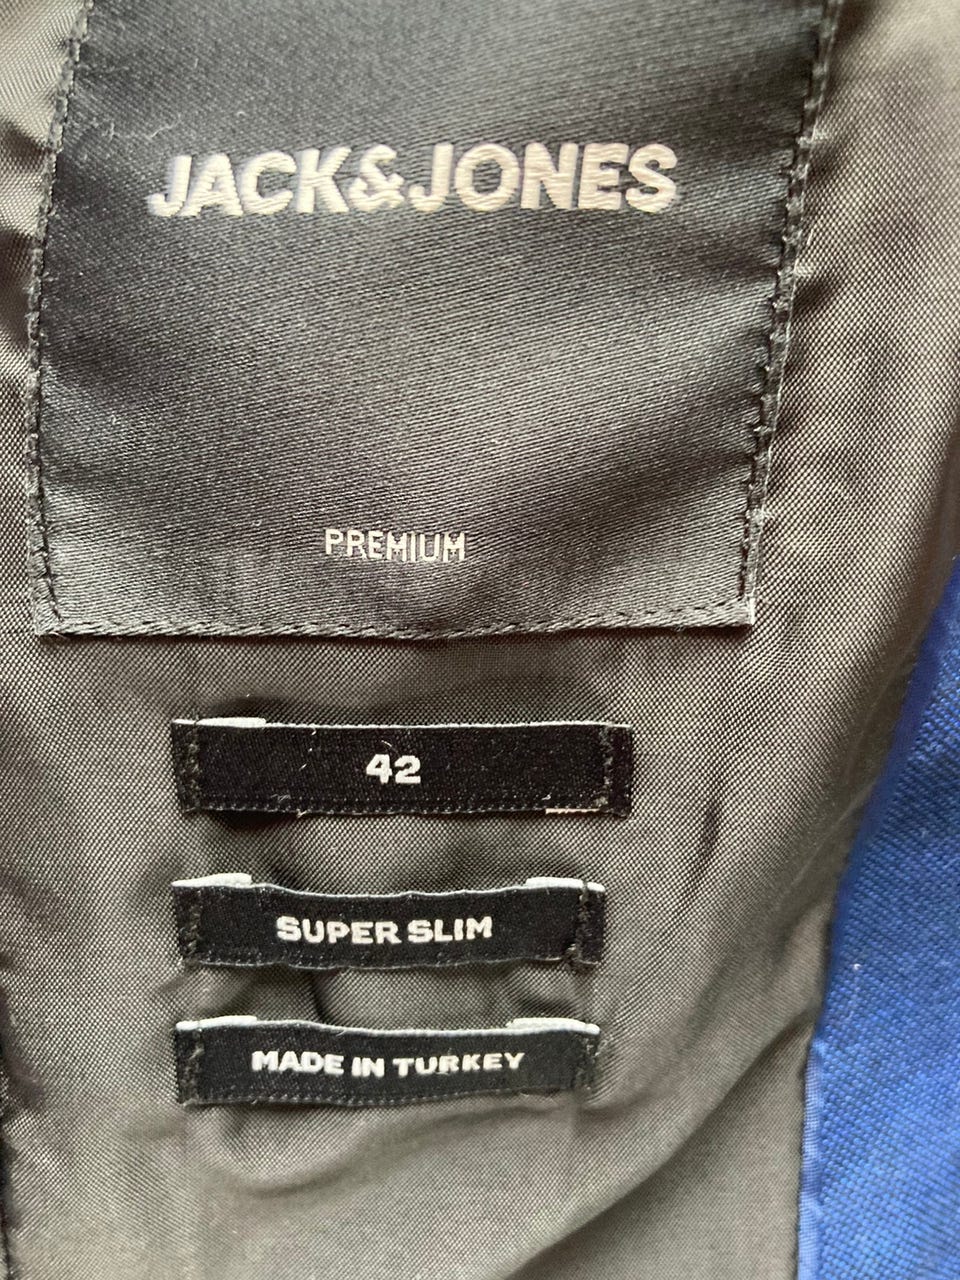 JACK&JONES
PREMIUM
42
SUPER SLIM
MADE IN TURKEY